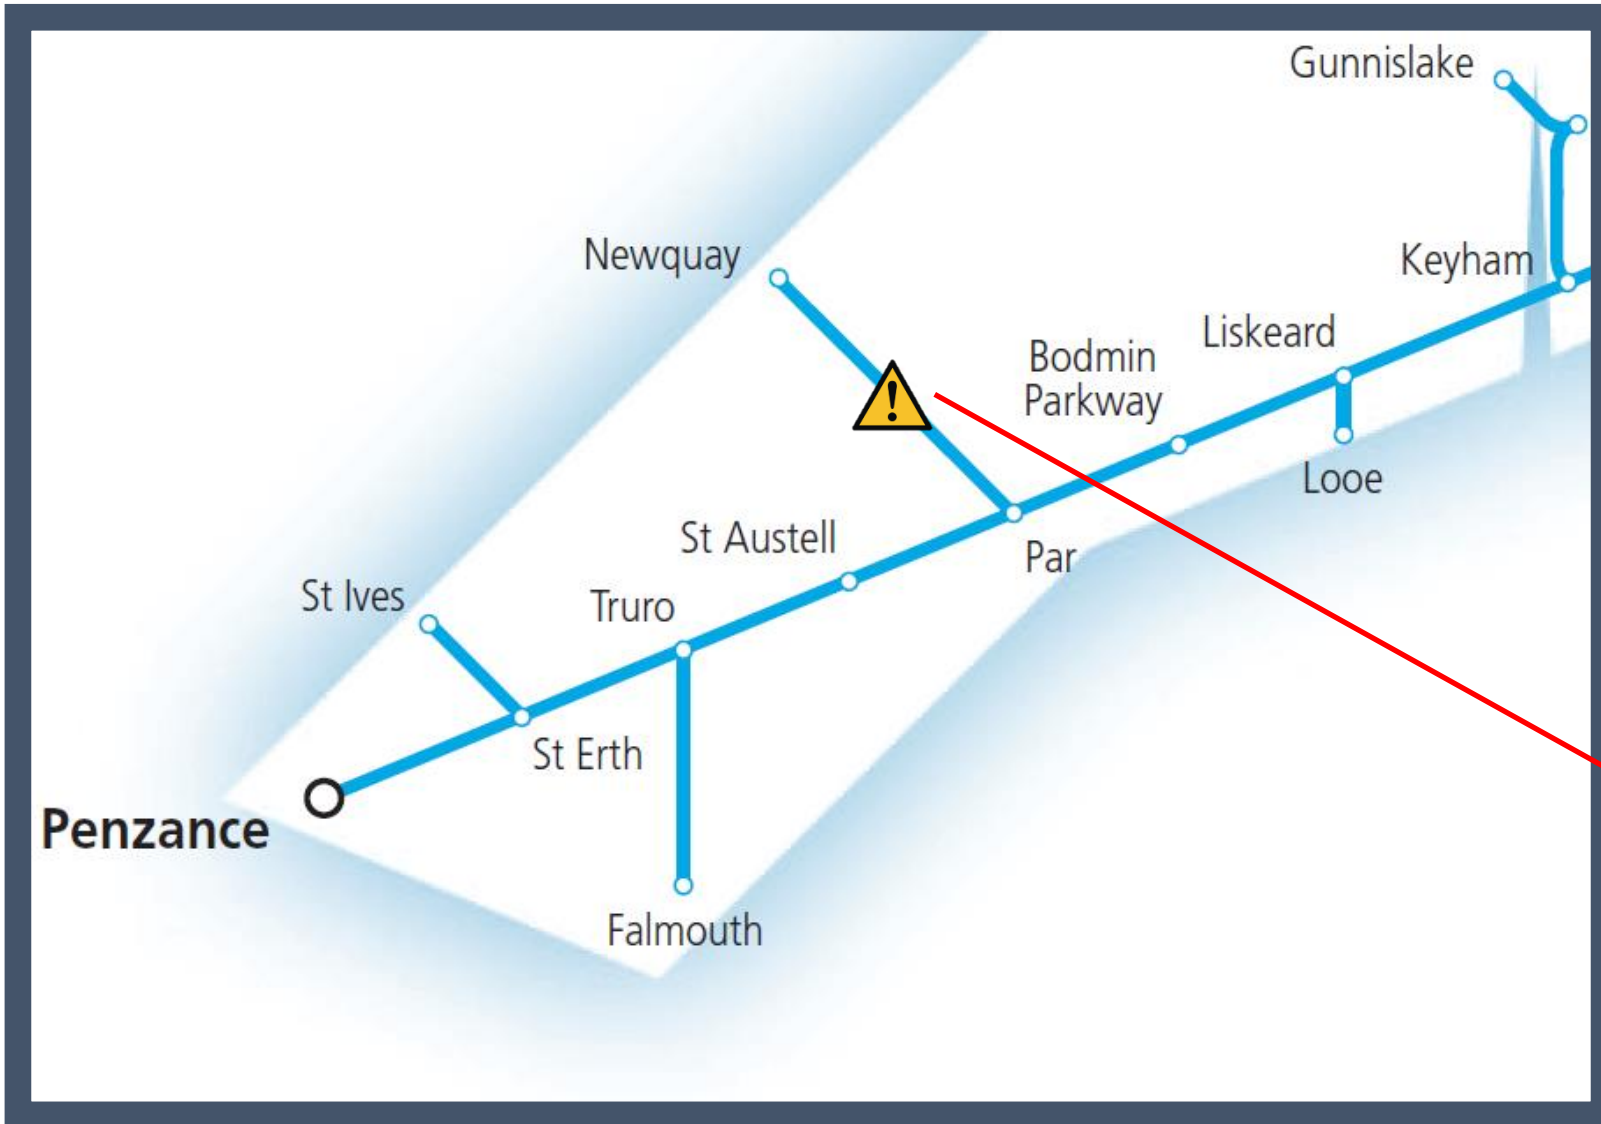 Gunnislake
Newquay
Keyham
Liskeard
Bodmin
Parkway
Looe
St Austell
Par
St Ives
Truro
St Erth
Penzance
Falmouth